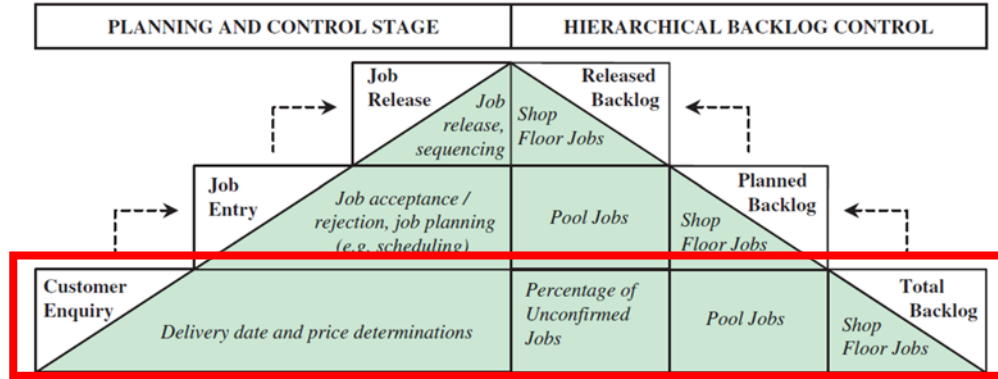 PLANNING AND CONTROL STAGE
HIERARCHICAL BACKLOG CONTROL
Job
Release
Job
release,
sequencing
Shop
Floor Jobs
Released
Backlog
Job
Entry
Job acceptance /
rejection, job planning
(e.g. scheduling)
Pool Jobs
Shop
Floor Jobs
Planned
Backlog
Customer
Enquiry
Delivery date and price determinations
Percentage of
Unconfirmed
Jobs
Pool Jobs
Shop
Floor Jobs
Total
Backlog